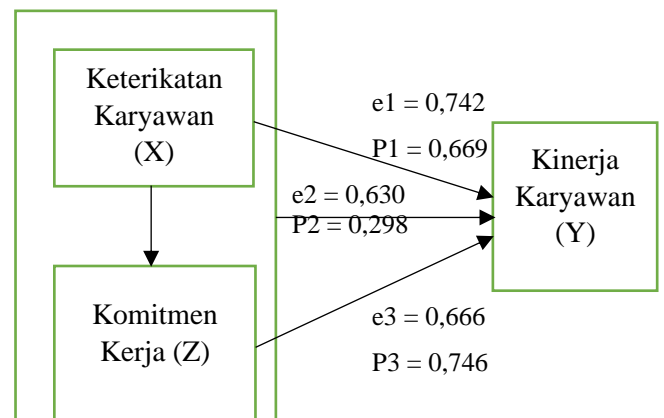 Keterikatan
Karyawan
(X)
e1 = 0,742
P1 = 0,669
Kinerja
Karyawan
(Y)
e2 = 0,630
P2 = 0,298
Komitmen
Kerja (Z)
e3 = 0,666
P3 = 0,746